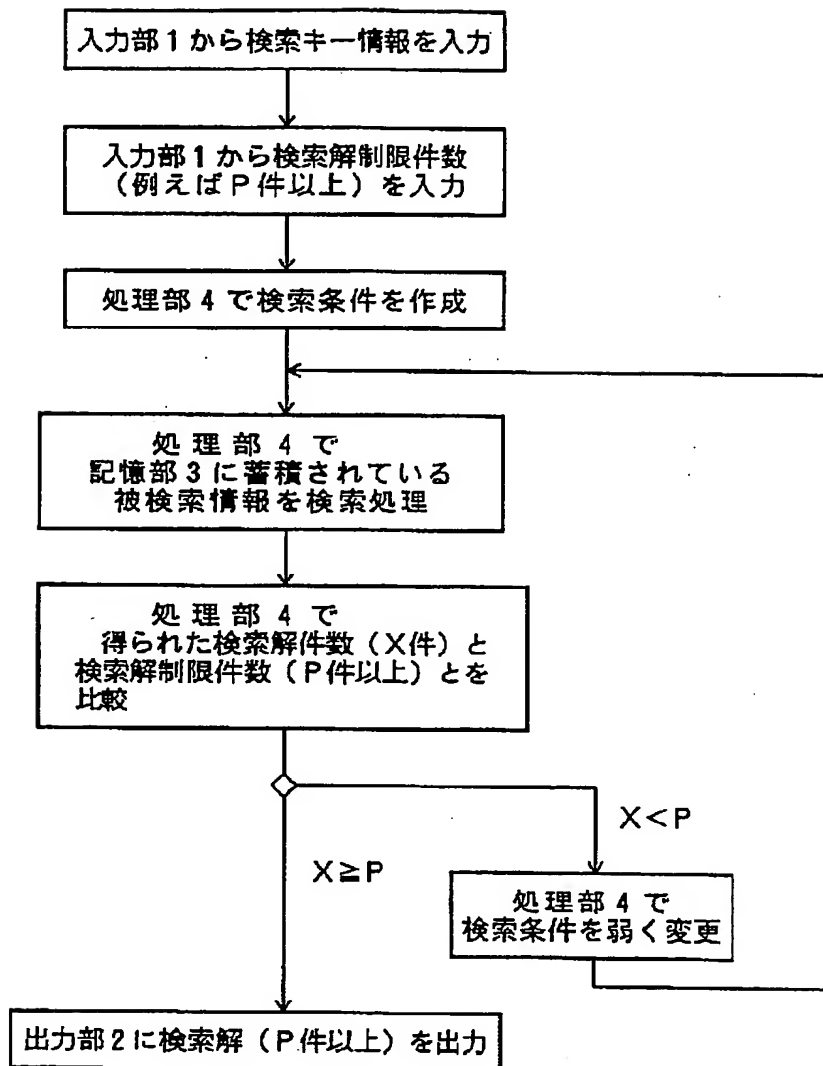 入力部1から検索キー情報を入力
入力部1から検索解制限件数
（例えばP件以上）を入力
処理部4で検索条件を作成
処理部4で
記憶部3に蓄積されている
被検索情報を検索処理
処理部4で
得られた検索解件数（X件）と
検索解制限件数（P件以上）とを
比較
X<P
X≧P
処理部4で
検索条件を弱く変更
出力部2に検索解（P件以上）を出力